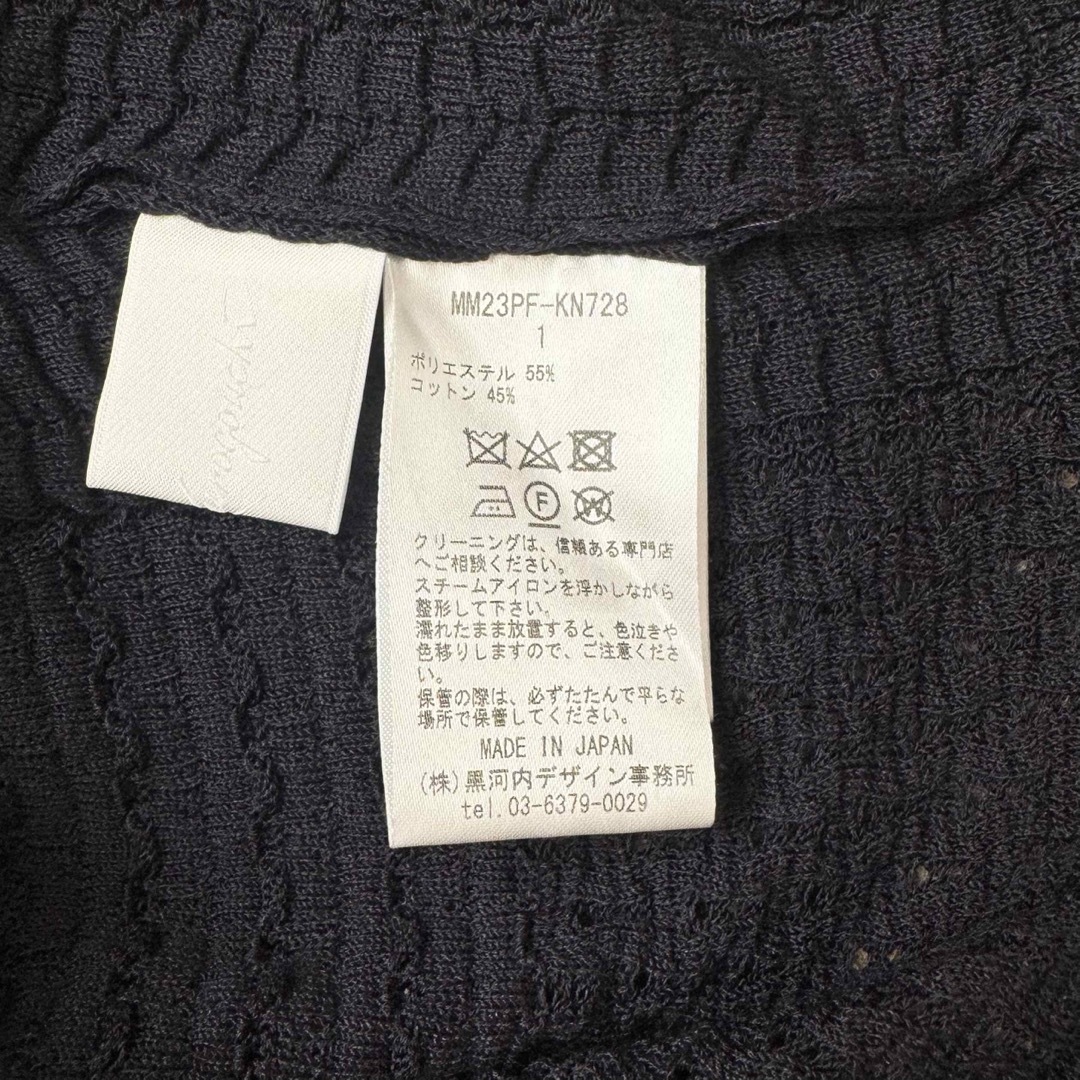 MM23PF-KN728
1
ポリエステル 55%
コットン 45%
F
W
クリーニングは、信頼ある専門店
へご相談ください。
スチームアイロンを浮かしながら
整形して下さい。
濡れたまま放置すると、色泣きや
色移りしますので、ご注意くださ
い。
保管の際は、必ずたたんで平らな
場所で保管してください。
MADE IN JAPAN
(株)黒河内デザイン事務所
tel.03-6379-0029